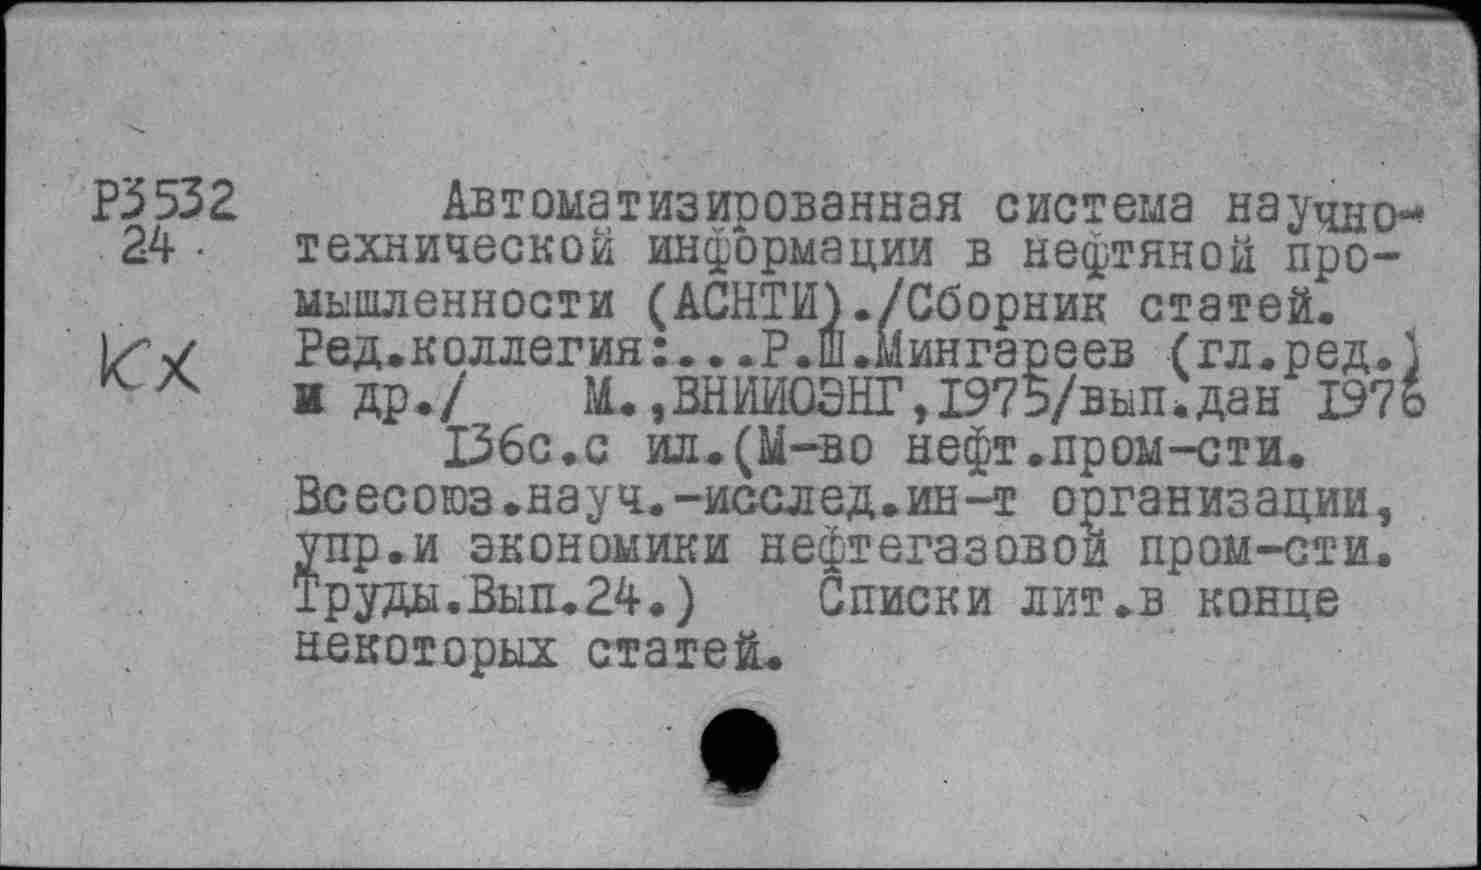 Р3532 Автоматизированная система научно-
24. технической информации в нефтяной про-
мышленности (АСНТИ)./Сборник статей.
КХ Ред.коллегия:...Р.Ш.Мингареев (гл.ред.)
и др./ М.,ВНИИОЭНГ,1975/вып.дан 1976
136с.с ил.(М-во нефт.пром-сти.
Всесоюз.науч.-исслед.ин-т организации,
упр.и экономики нефтегазовой пром-сти.
Труды.Вып.24.) Списки лит.в конце
некоторых статей.